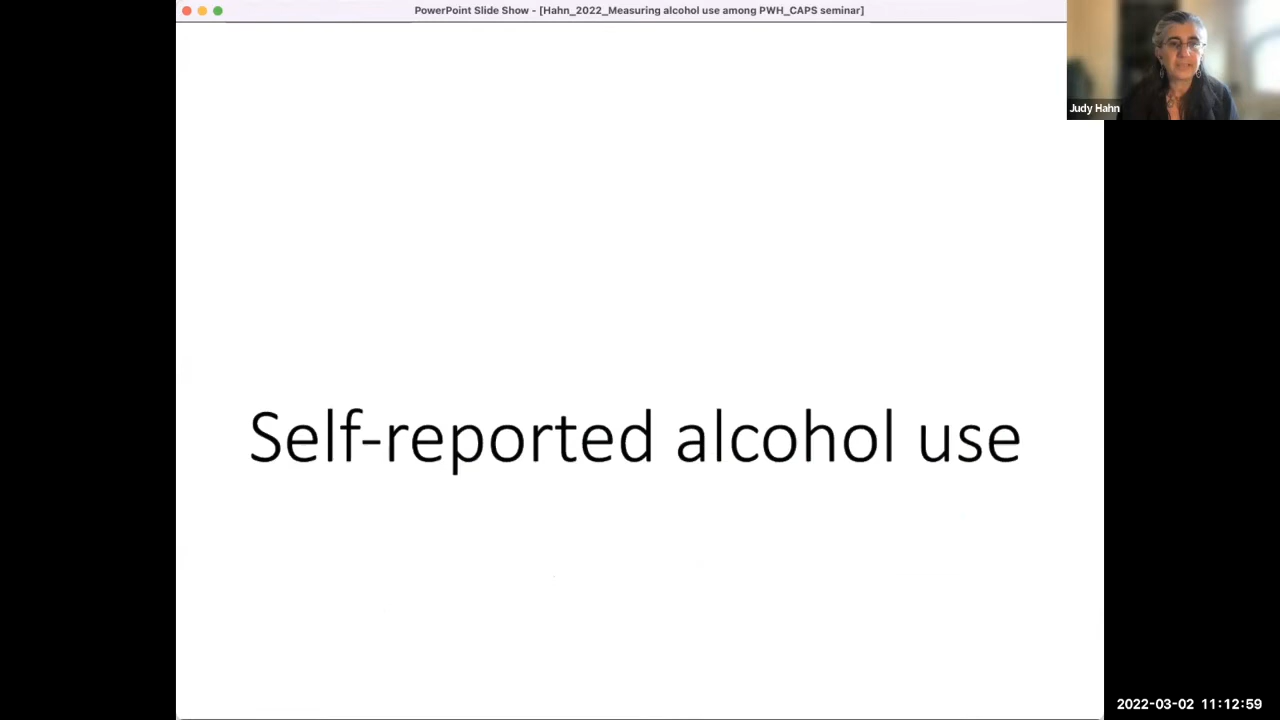 PowerPoint Slide Show - [Hahn_2022_Measuring alcohol use among PWH_CAPS seminar]
Judy Hahn
Self-reported alcohol use
2022-03-02 11:12:59